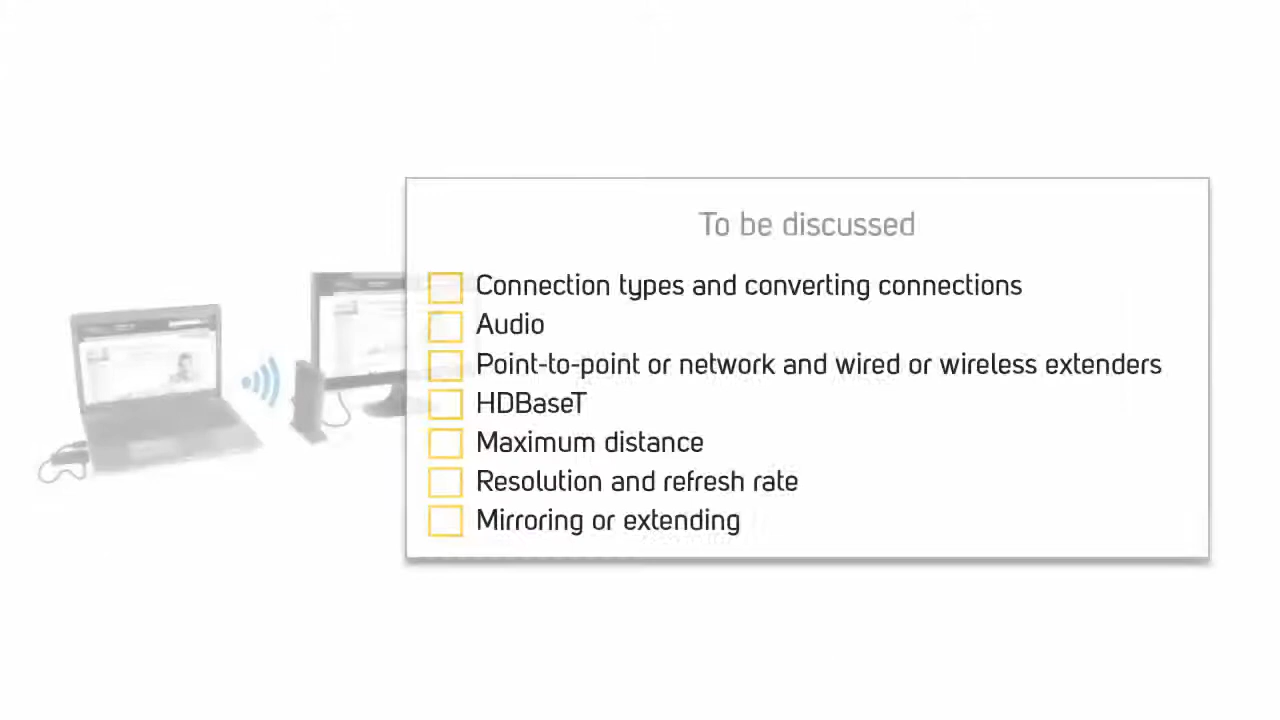 To be discussed
Connection types and converting connections
Audio
Point-to-point or network and wired or wireless extenders
HDBaseT
Maximum distance
Resolution and refresh rate
Mirroring or extending